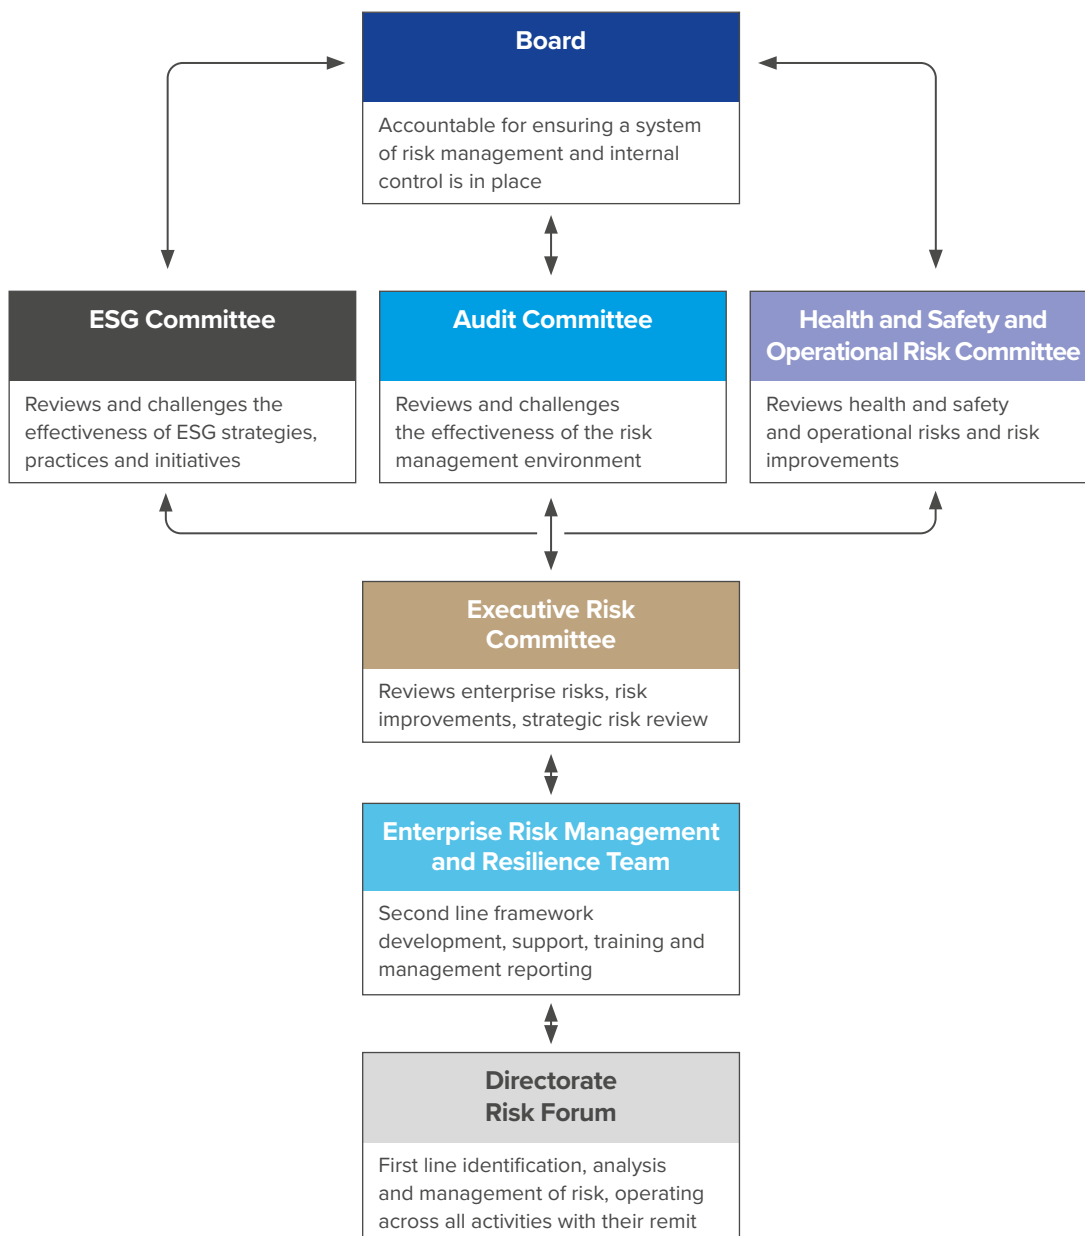 Board
Accountable for ensuring a system
of risk management and internal
control is in place
ESG Committee
Reviews and challenges the
effectiveness of ESG strategies,
practices and initiatives
Audit Committee
Reviews and challenges
the effectiveness of the risk
management environment
Health and Safety and
Operational Risk Committee
Reviews health and safety
and operational risks and risk
improvements
Executive Risk
Committee
Reviews enterprise risks, risk
improvements, strategic risk review
Enterprise Risk Management
and Resilience Team
Second line framework
development, support, training and
management reporting
Directorate
Risk Forum
First line identification, analysis
and management of risk, operating
across all activities with their remit